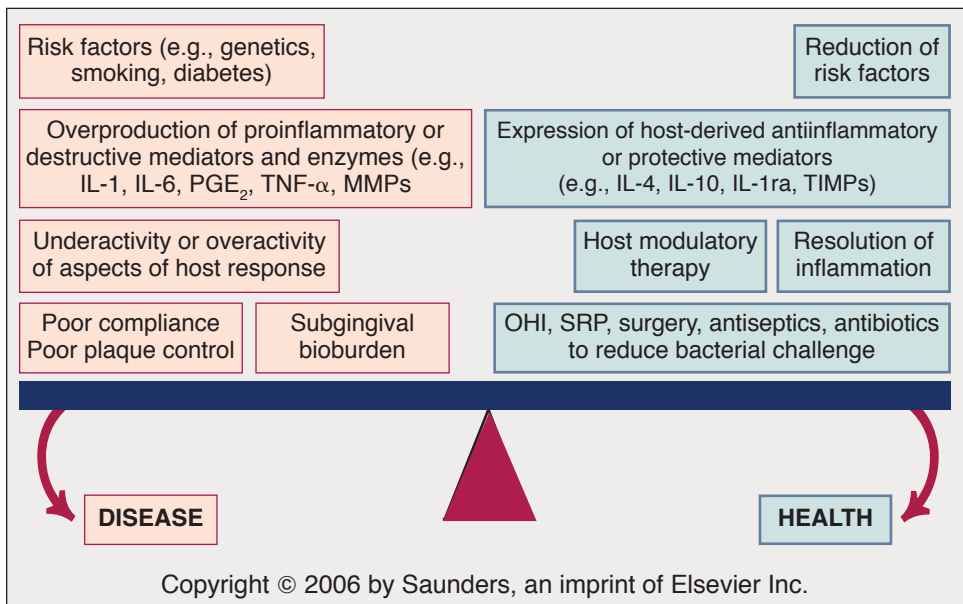 Risk factors (e.g., genetics,
smoking, diabetes)
Reduction of
risk factors
Overproduction of proinflammatory or
destructive mediators and enzymes (e.g.,
IL-1, IL-6, PGE₂, TNF-α, MMPs
Expression of host-derived antiinflammatory
or protective mediators
(e.g., IL-4, IL-10, IL-1ra, TIMPs)
Underactivity or overactivity
of aspects of host response
Host modulatory
therapy
Resolution of
inflammation
Poor compliance
Poor plaque control
Subgingival
bioburden
OHI, SRP, surgery, antiseptics, antibiotics
to reduce bacterial challenge
DISEASE
HEALTH
Copyright © 2006 by Saunders, an imprint of Elsevier Inc.